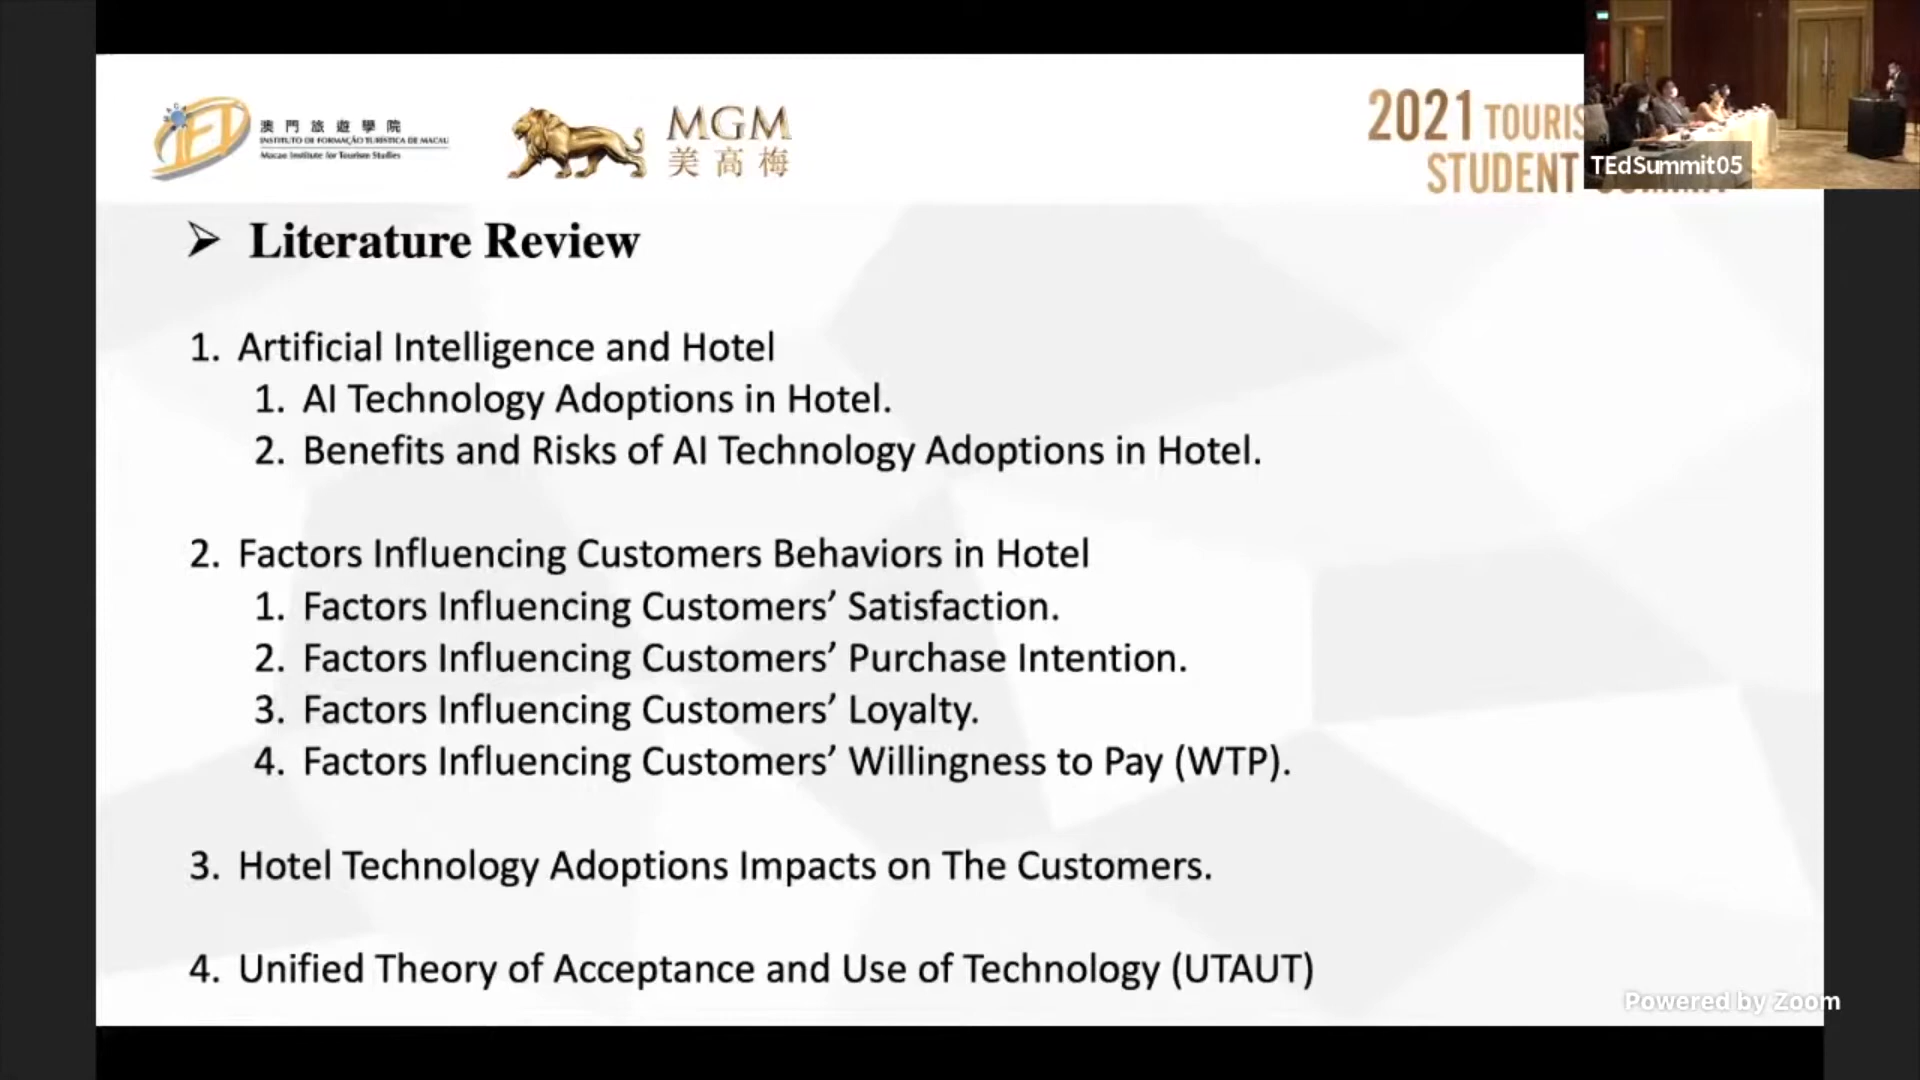 澳門旅遊學院
INSTITUTO DE FORMAÇÃO TURÍSTICA DE MACAU
Macao Institute for Tourism Studies
MGM
美高梅
2021 TOURIS
STUDENT
TEdSummit05
➢ Literature Review
1. Artificial Intelligence and Hotel
1. AI Technology Adoptions in Hotel.
2. Benefits and Risks of AI Technology Adoptions in Hotel.
2. Factors Influencing Customers Behaviors in Hotel
1. Factors Influencing Customers’ Satisfaction.
2. Factors Influencing Customers’ Purchase Intention.
3. Factors Influencing Customers’ Loyalty.
4. Factors Influencing Customers’ Willingness to Pay (WTP).
3. Hotel Technology Adoptions Impacts on The Customers.
4. Unified Theory of Acceptance and Use of Technology (UTAUT)
Powered by Zoom